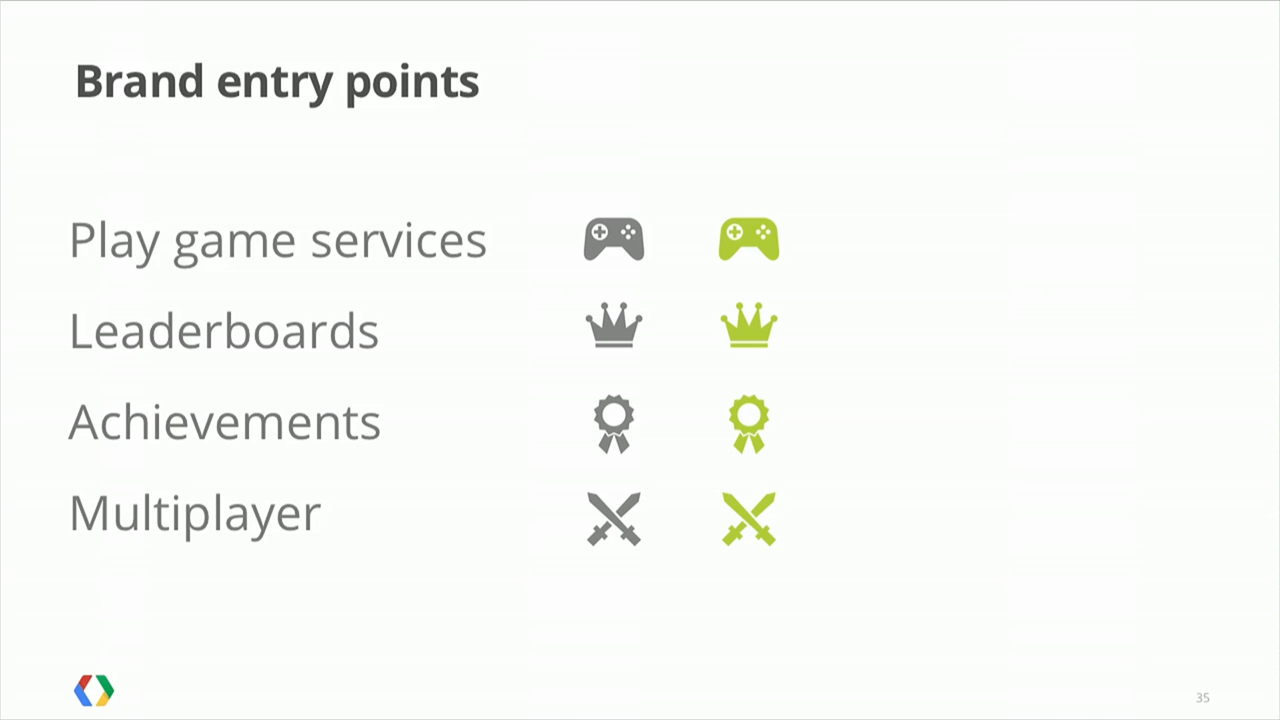 Brand entry points
Play game services
Leaderboards
Achievements
Multiplayer
35